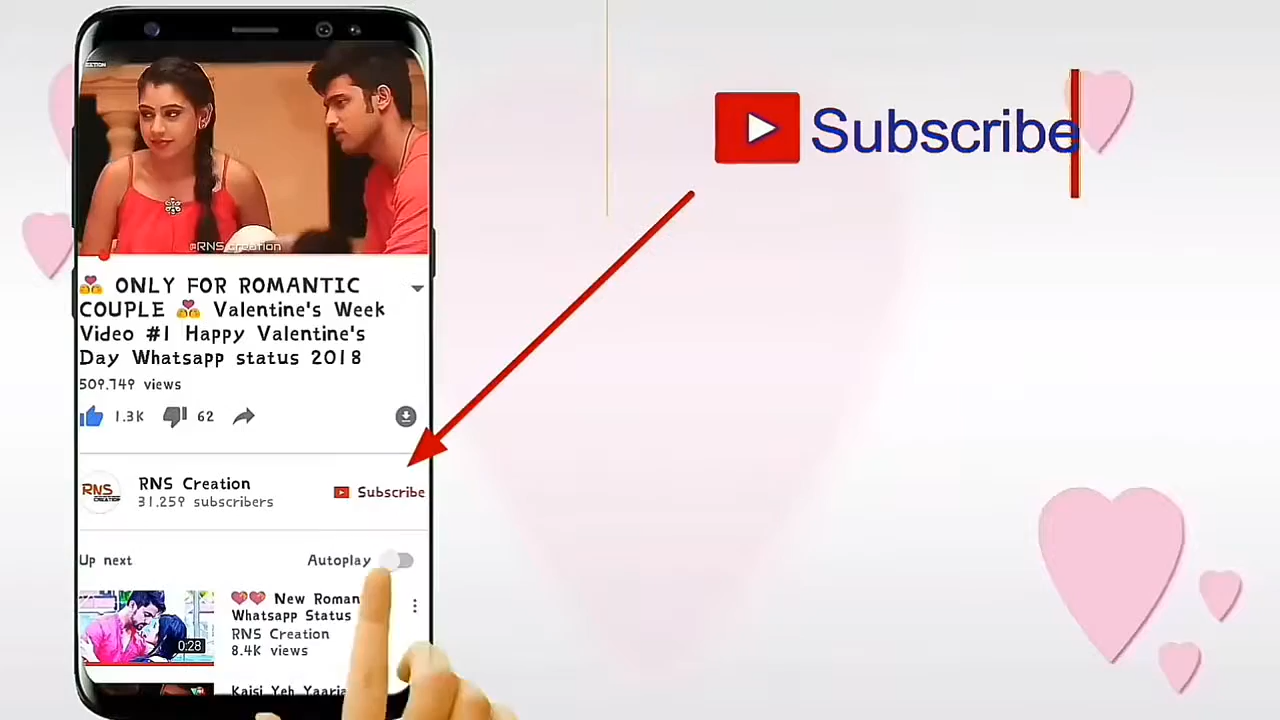 @RNS creation
ONLY FOR ROMANTIC
COUPLE Valentine's Week
Video #1 Happy Valentine's
Day Whatsapp status 2018
509,749 views
1.3K 62
RNS CREATION
RNS Creation
31,259 subscribers
Subscribe
Up next
Autoplay
0:28
New Roman
Whatsapp Status
RNS Creation
8.4K views
Kaisi Yeh Yaaria
Subscribe